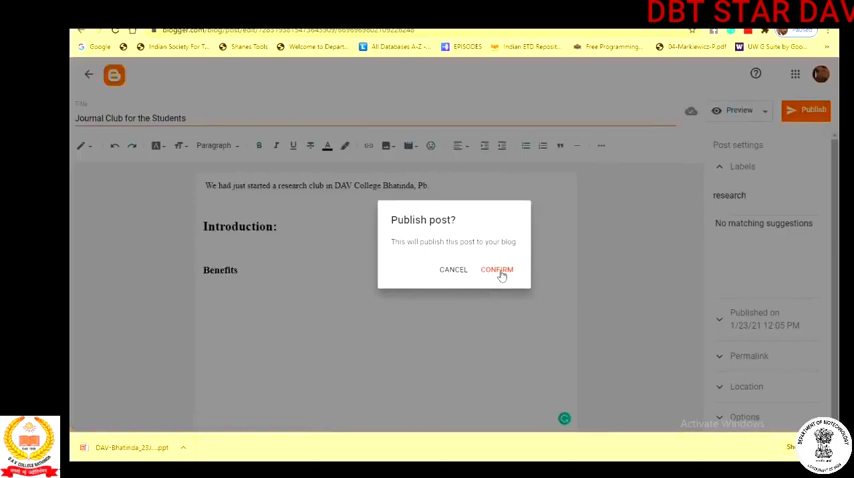 DBT STAR DAV
Google
Indian Society For T...
Shanes Tools
Welcome to Depart...
All Databases A-Z -...
EPISODES
Indian ETD Reposit...
Free Programming...
04-Markiewicz-P.pdf
UW G Suite by Goo...
Title
Journal Club for the Students
Preview
Publish
Paragraph
Post settings
Labels
research
No matching suggestions
We had just started a research club in DAV College Bhatinda, Pb.
Introduction:
Benefits
Publish post?
This will publish this post to your blog
CANCEL
CONFIRM
Published on
1/23/21 12:05 PM
Permalink
Location
Options
Activate Windows
DAV-Bhatinda_23J....ppt